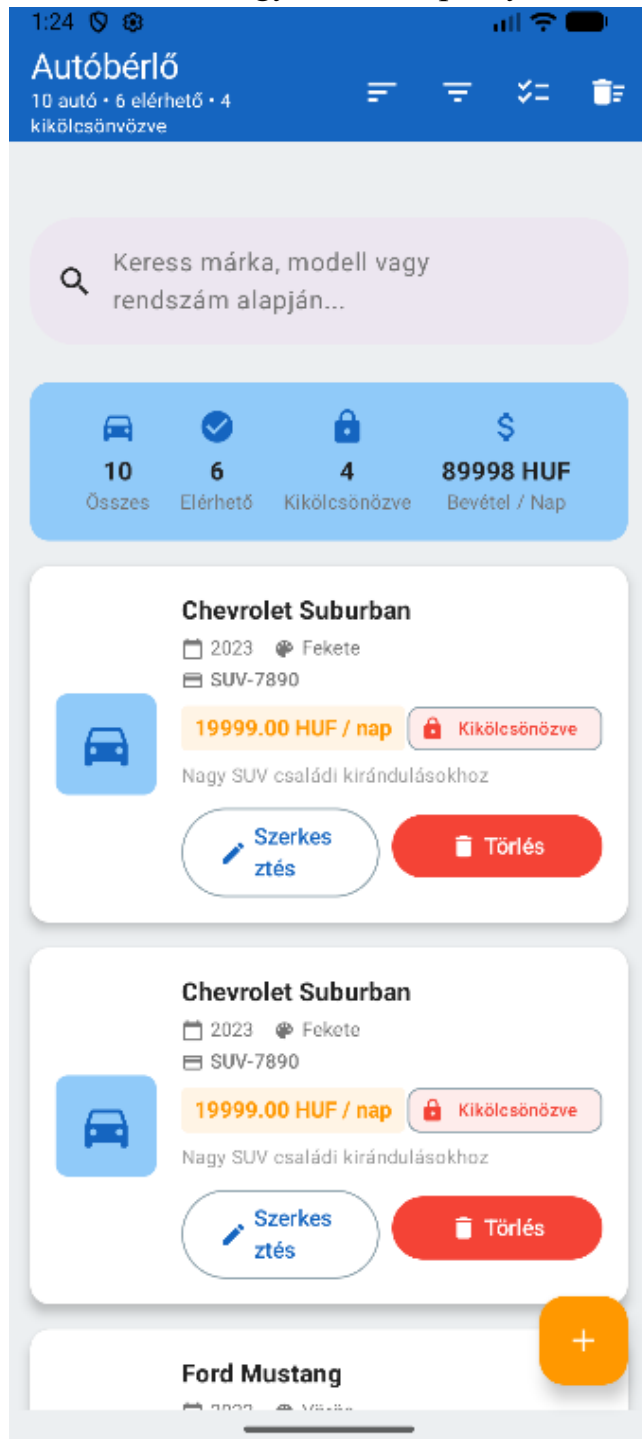 1:24
Autóbérlő
10 autó • 6 elérhető • 4
kikölcsönvözve
Keress márka, modell vagy
rendszám alapján...
10 6 4 89998 HUF
Összes Elérhető Kikölcsönözve Bevétel / Nap
Chevrolet Suburban
2023 Fekete
SUV-7890
19999.00 HUF / nap Kikölcsönözve
Nagy SUV családi kirándulásokhoz
Szerkes
ztés
Törlés
Chevrolet Suburban
2023 Fekete
SUV-7890
19999.00 HUF / nap Kikölcsönözve
Nagy SUV családi kirándulásokhoz
Szerkes
ztés
Törlés
Ford Mustang